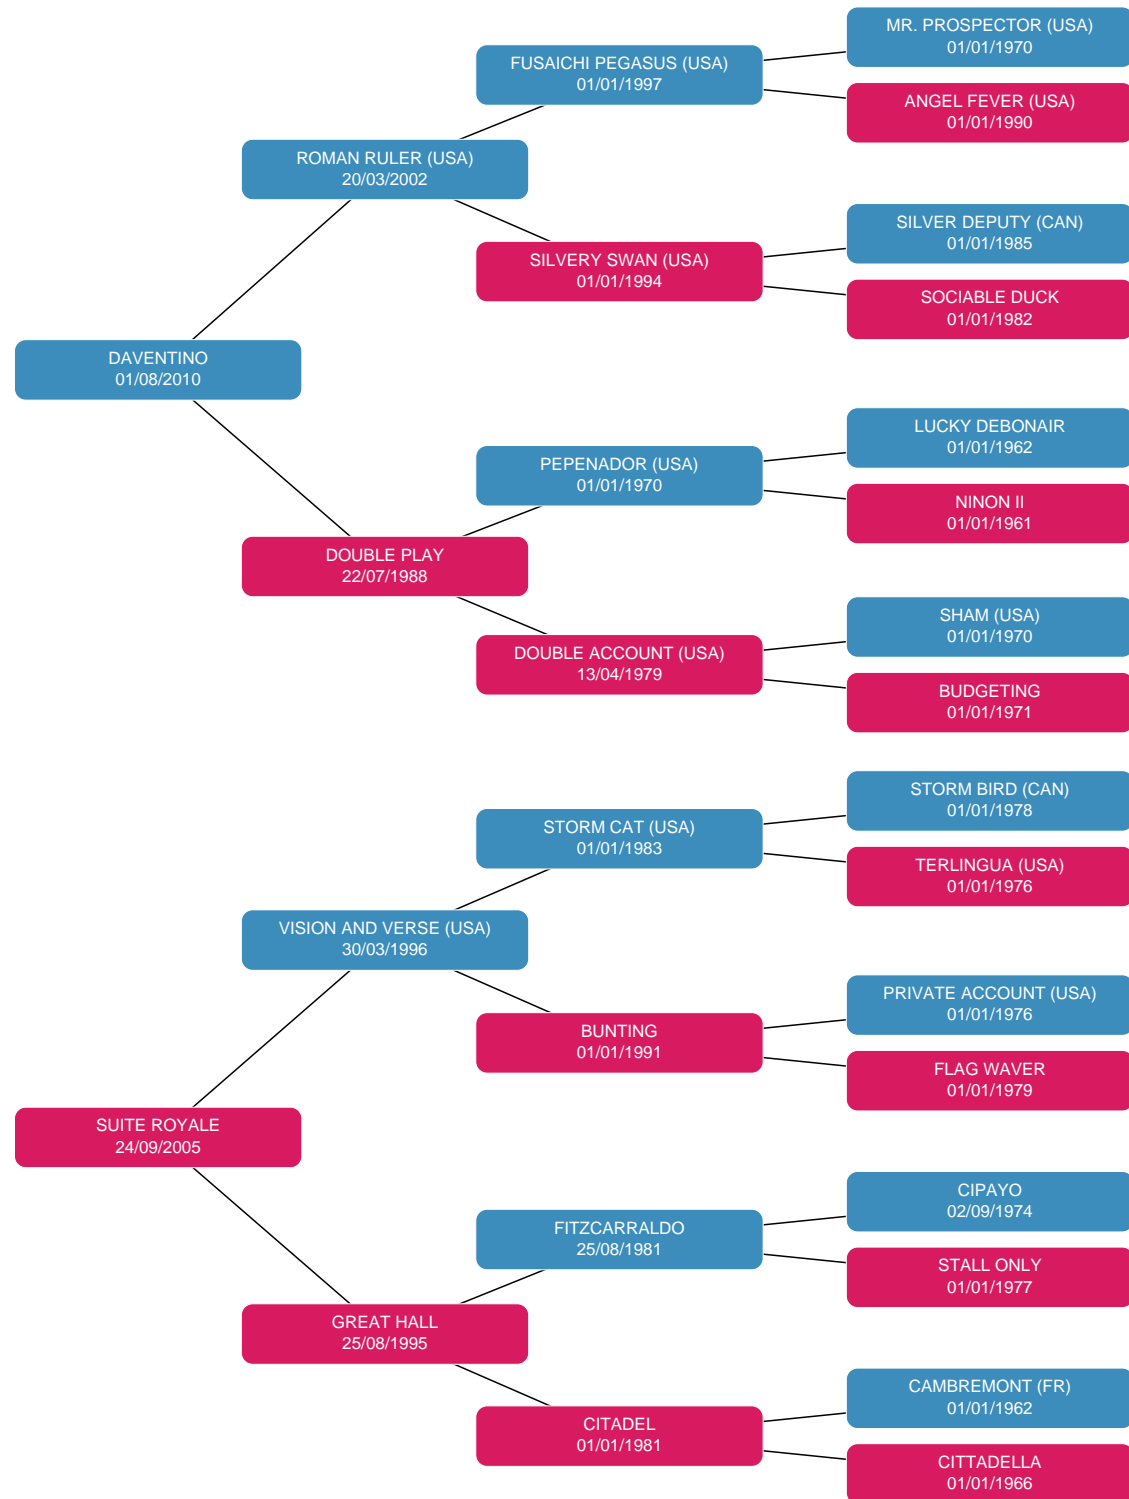 MR. PROSPECTOR (USA)
01/01/1970
FUSAICHI PEGASUS (USA)
01/01/1997
ANGEL FEVER (USA)
01/01/1990
ROMAN RULER (USA)
20/03/2002
SILVER DEPUTY (CAN)
01/01/1985
SILVERY SWAN (USA)
01/01/1994
SOCIABLE DUCK
01/01/1982
DAVENTINO
01/08/2010
LUCKY DEBONAIR
01/01/1962
PEPENADOR (USA)
01/01/1970
NINON II
01/01/1961
DOUBLE PLAY
22/07/1988
SHAM (USA)
01/01/1970
DOUBLE ACCOUNT (USA)
13/04/1979
BUDGETING
01/01/1971
STORM BIRD (CAN)
01/01/1978
STORM CAT (USA)
01/01/1983
TERLINGUA (USA)
01/01/1976
VISION AND VERSE (USA)
30/03/1996
PRIVATE ACCOUNT (USA)
01/01/1976
BUNTING
01/01/1991
FLAG WAVER
01/01/1979
SUITE ROYALE
24/09/2005
CIPAYO
02/09/1974
FITZCARRALDO
25/08/1981
STALL ONLY
01/01/1977
GREAT HALL
25/08/1995
CAMBREMONT (FR)
01/01/1962
CITADEL
01/01/1981
CITTADELLA
01/01/1966